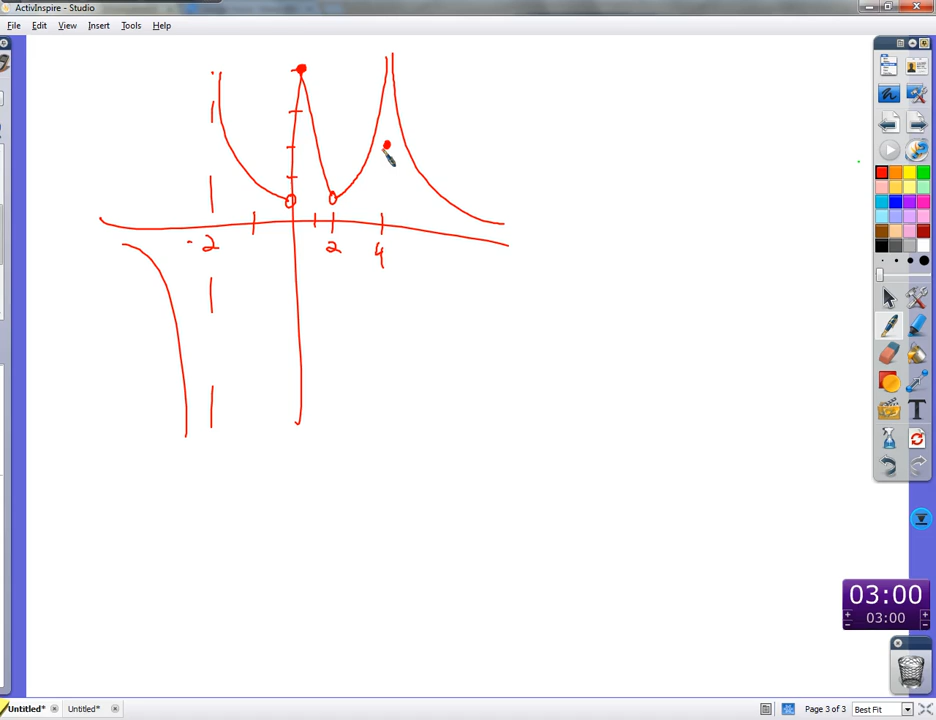 ActivInspire - Studio
File Edit View Insert Tools Help
-2
2
4
03:00
03:00
Untitled* Untitled* Page 3 of 3 Best Fit